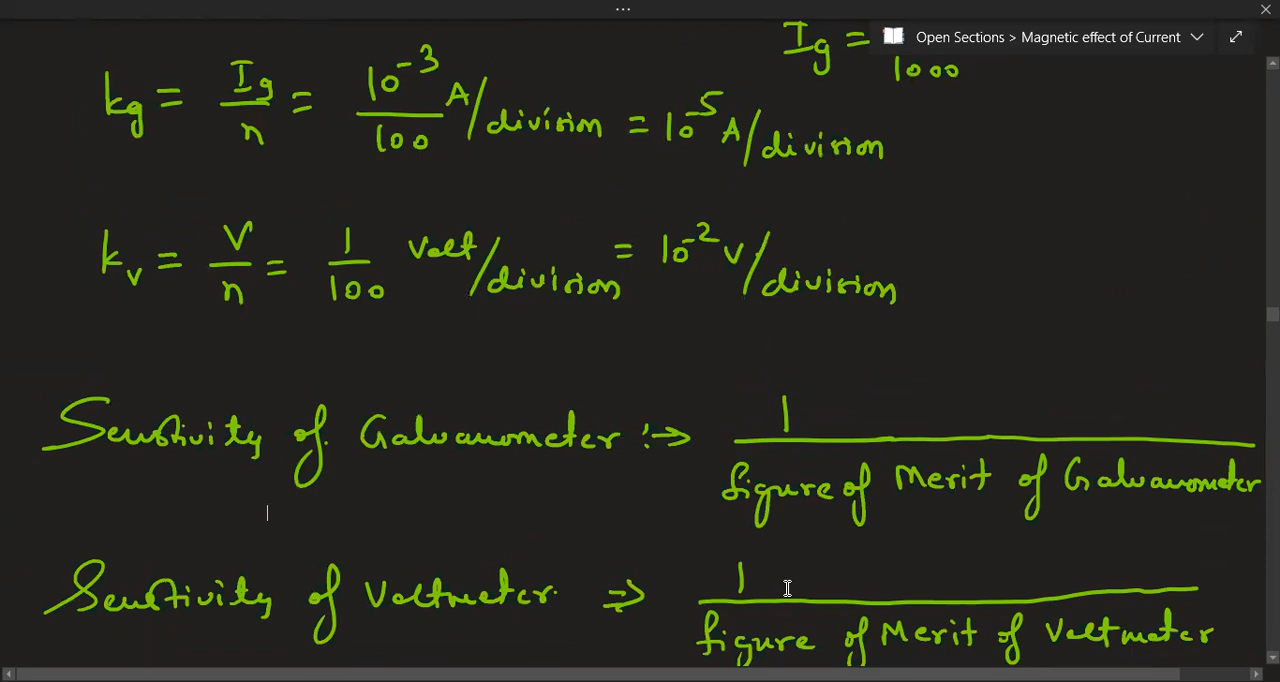 ...
Ig = 1000
Open Sections > Magnetic effect of Current
kg = Ig/n = 10^-3/100 A/division = 10^-5 A/division
kv = V/n = 1/100 Volt/division = 10^-2 V/division
Senstivity of Galvanometer :→ 1/figure of Merit of Galvanometer
Senstivity of Voltmeter ⇒ 1/figure of Merit of Voltmeter